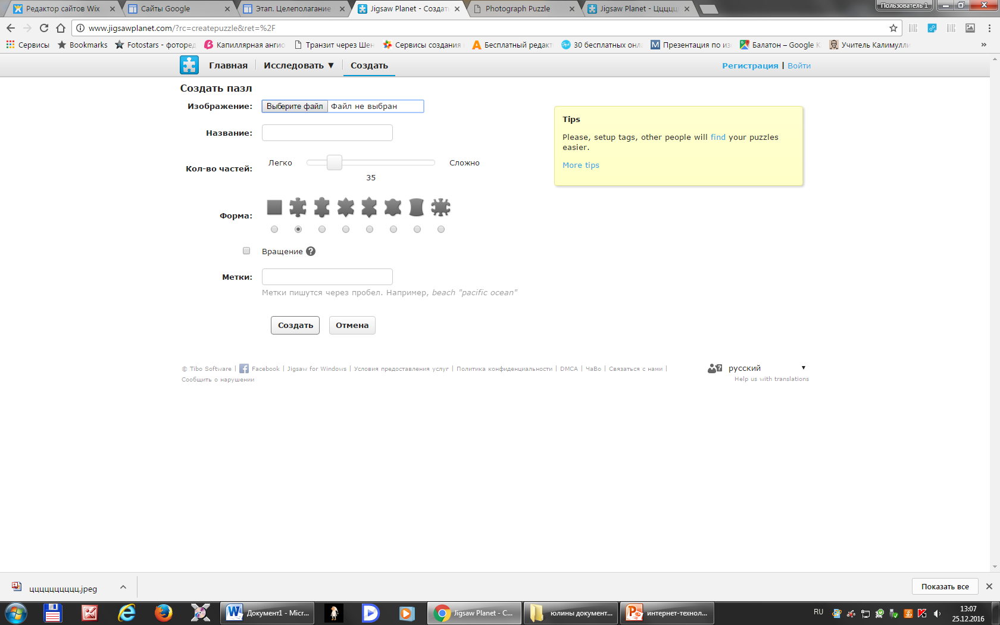 Редактор сайтов Wix
Сайты Google
Этап. Целеполагание
Jigsaw Planet - Создат
Photograph Puzzle
Jigsaw Planet - Ццццц
Пользователь 1
www.jigsawplanet.com/?rc=createpuzzle&ret=%2F
Сервисы
Bookmarks
Fotostars - фоторед
Капиллярная анги
Транзит через Шен
Сервисы создания
Бесплатный редакт
30 бесплатных онла
Презентация по из
Балатон – Google К
Учитель Калимулли
»
Главная
Исследовать ▼
Создать
Регистрация | Войти
Создать пазл
Изображение: Выберите файл Файл не выбран
Название:
Кол-во частей: Легко Сложно
35
Форма:
Вращение ?
Метки:
Метки пишутся через пробел. Например, beach "pacific ocean"
Создать Отмена
Tips
Please, setup tags, other people will find your puzzles
easier.
More tips
© Tibo Software | Facebook | Jigsaw for Windows | Условия предоставления услуг | Политика конфиденциальности | DMCA | ЧаВо | Связаться с нами |
Сообщить о нарушении
русский ▼
Help us with translations
цццццццццц.jpeg
Показать все
Документ1 - Micr...
Jigsaw Planet - С...
юлины документ...
интернет-технол...
RU
13:07
25.12.2016